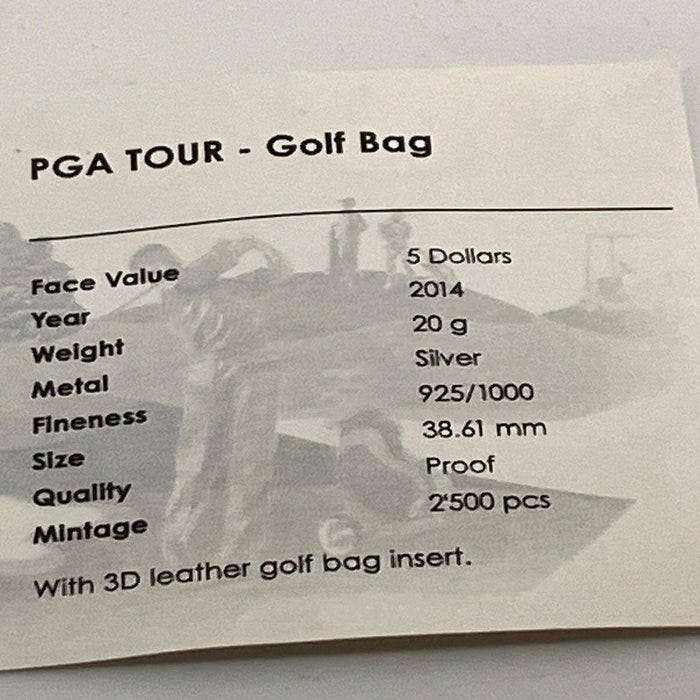 PGA TOUR - Golf Bag
Face Value 5 Dollars
Year 2014
Weight 20 g
Metal Silver
Fineness 925/1000
Size 38.61 mm
Quality Proof
Mintage 2'500 pcs
With 3D leather golf bag insert.